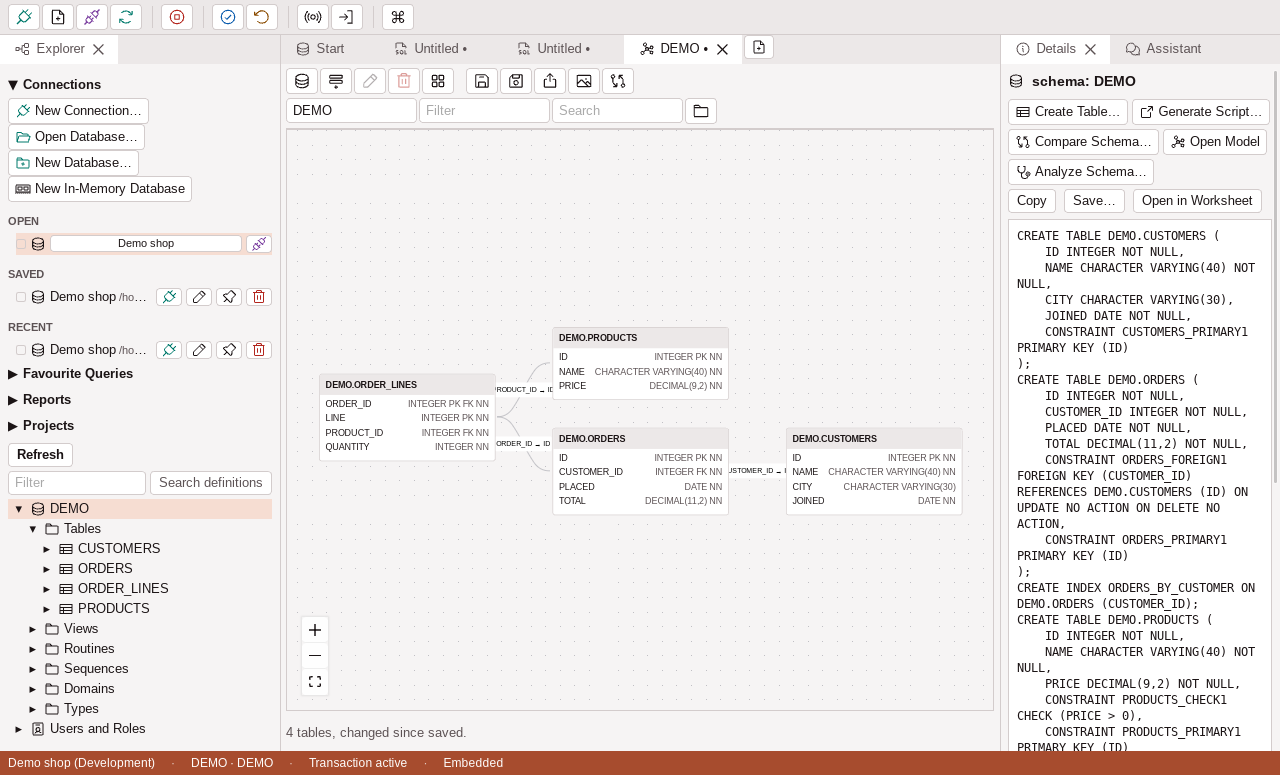 Explorer
Start
Untitled •
Untitled •
DEMO •
Details
Assistant
Connections
New Connection…
Open Database…
New Database…
New In-Memory Database
OPEN
Demo shop
SAVED
Demo shop /ho…
RECENT
Demo shop /ho…
Favourite Queries
Reports
Projects
Refresh
Filter
Search definitions
DEMO
Tables
CUSTOMERS
ORDERS
ORDER_LINES
PRODUCTS
Views
Routines
Sequences
Domains
Types
Users and Roles
DEMO
Filter
Search
DEMO.PRODUCTS
ID INTEGER PK NN
NAME CHARACTER VARYING(40) NN
PRICE DECIMAL(9,2) NN
DEMO.ORDER_LINES
ORDER_ID INTEGER PK FK NN
LINE INTEGER PK NN
PRODUCT_ID INTEGER FK NN
QUANTITY INTEGER NN
DEMO.ORDERS
ID INTEGER PK NN
CUSTOMER_ID INTEGER FK NN
PLACED DATE NN
TOTAL DECIMAL(11,2) NN
DEMO.CUSTOMERS
ID INTEGER PK NN
NAME CHARACTER VARYING(40) NN
CITY CHARACTER VARYING(30)
JOINED DATE NN
4 tables, changed since saved.
schema: DEMO
Create Table…
Generate Script…
Compare Schema…
Open Model
Analyze Schema…
Copy
Save…
Open in Worksheet
CREATE TABLE DEMO.CUSTOMERS (
ID INTEGER NOT NULL,
NAME CHARACTER VARYING(40) NOT
NULL,
CITY CHARACTER VARYING(30),
JOINED DATE NOT NULL,
CONSTRAINT CUSTOMERS_PRIMARY1
PRIMARY KEY (ID)
);
CREATE TABLE DEMO.ORDERS (
ID INTEGER NOT NULL,
CUSTOMER_ID INTEGER NOT NULL,
PLACED DATE NOT NULL,
TOTAL DECIMAL(11,2) NOT NULL,
CONSTRAINT ORDERS_FOREIGN1
FOREIGN KEY (CUSTOMER_ID)
REFERENCES DEMO.CUSTOMERS (ID) ON
UPDATE NO ACTION ON DELETE NO
ACTION,
CONSTRAINT ORDERS_PRIMARY1
PRIMARY KEY (ID)
);
CREATE INDEX ORDERS_BY_CUSTOMER ON
DEMO.ORDERS (CUSTOMER_ID);
CREATE TABLE DEMO.PRODUCTS (
ID INTEGER NOT NULL,
NAME CHARACTER VARYING(40) NOT
NULL,
PRICE DECIMAL(9,2) NOT NULL,
CONSTRAINT PRODUCTS_CHECK1
CHECK (PRICE > 0),
CONSTRAINT PRODUCTS_PRIMARY1
PRIMARY KEY (ID)
Demo shop (Development) · DEMO · DEMO · Transaction active · Embedded